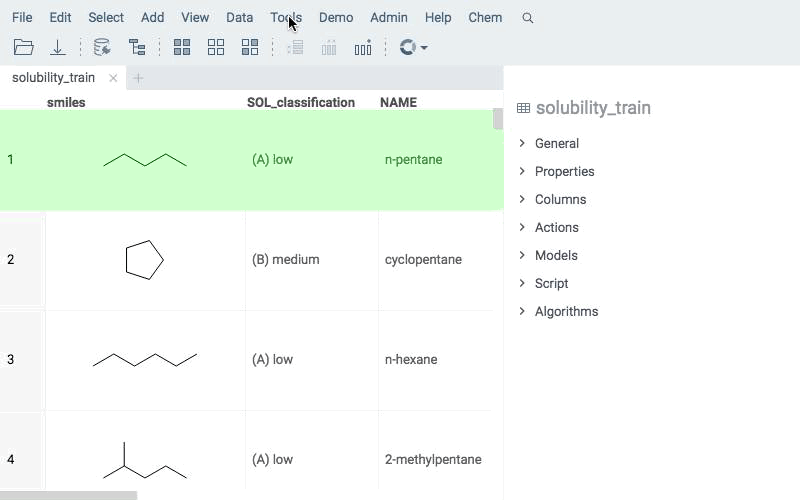 File Edit Select Add View Data Tools Demo Admin Help Chem
solubility_train
smiles SOL_classification NAME
1 (A) low n-pentane
2 (B) medium cyclopentane
3 (A) low n-hexane
4 (A) low 2-methylpentane
solubility_train
General
Properties
Columns
Actions
Models
Script
Algorithms